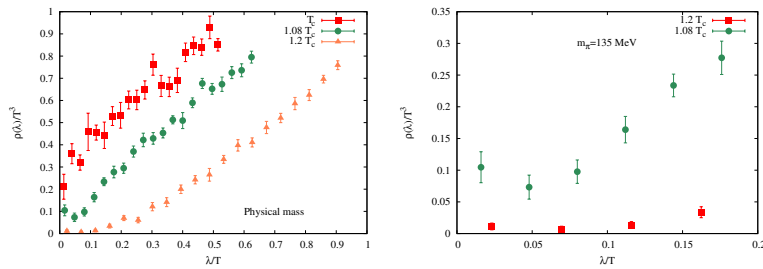 T_c
1.08 T_c
1.2 T_c
ρ(λ)/T^3
1
0.9
0.8
0.7
0.6
0.5
0.4
0.3
0.2
0.1
0
Physical mass
0 0.1 0.2 0.3 0.4 0.5 0.6 0.7 0.8 0.9 1
λ/T
1.2 T_c
1.08 T_c
m_π=135 MeV
ρ(λ)/T^3
0.35
0.3
0.25
0.2
0.15
0.1
0.05
0
0 0.05 0.1 0.15 0.2
λ/T